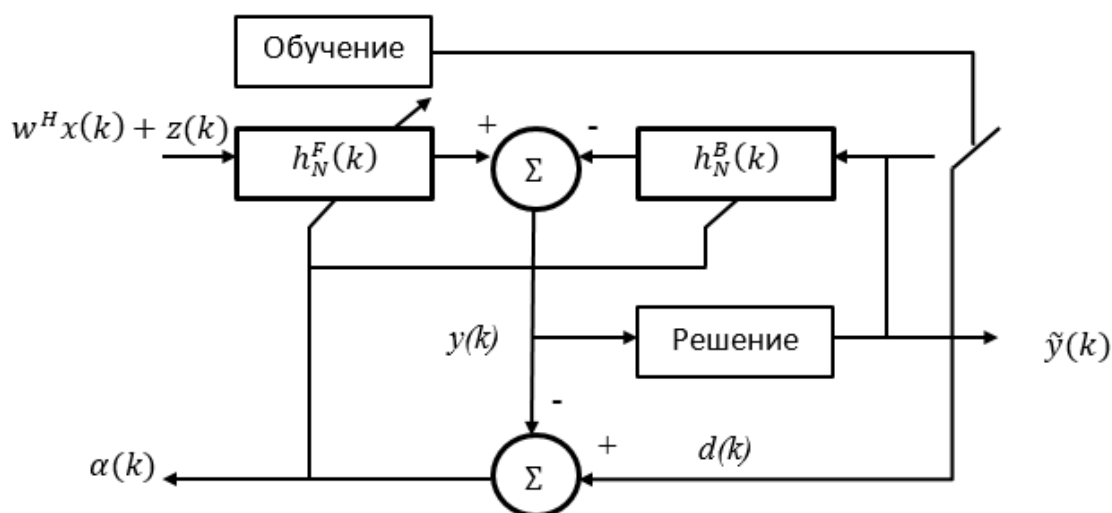 Обучение
w^H x(k) + z(k)
h_N^F(k)
+
Σ
-
h_N^B(k)
y(k)
Решение
ỹ(k)
-
+
d(k)
α(k)
Σ